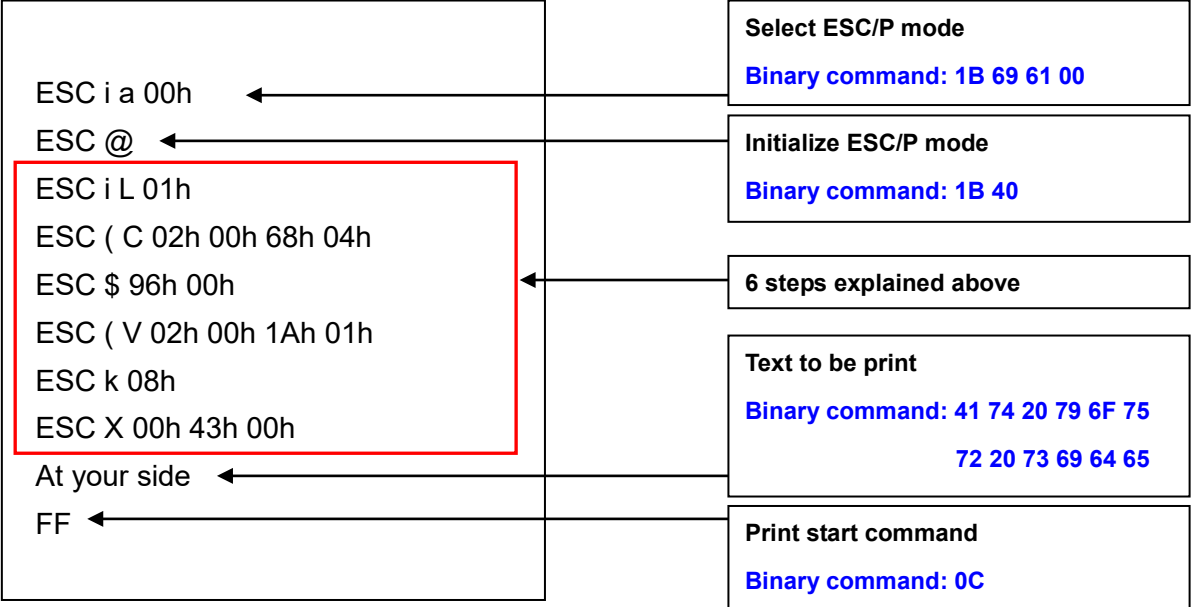 ESC i a 00h
ESC @
ESC i L 01h
ESC ( C 02h 00h 68h 04h
ESC $ 96h 00h
ESC ( V 02h 00h 1Ah 01h
ESC k 08h
ESC X 00h 43h 00h
At your side
FF
Select ESC/P mode
Binary command: 1B 69 61 00
Initialize ESC/P mode
Binary command: 1B 40
6 steps explained above
Text to be print
Binary command: 41 74 20 79 6F 75
72 20 73 69 64 65
Print start command
Binary command: 0C